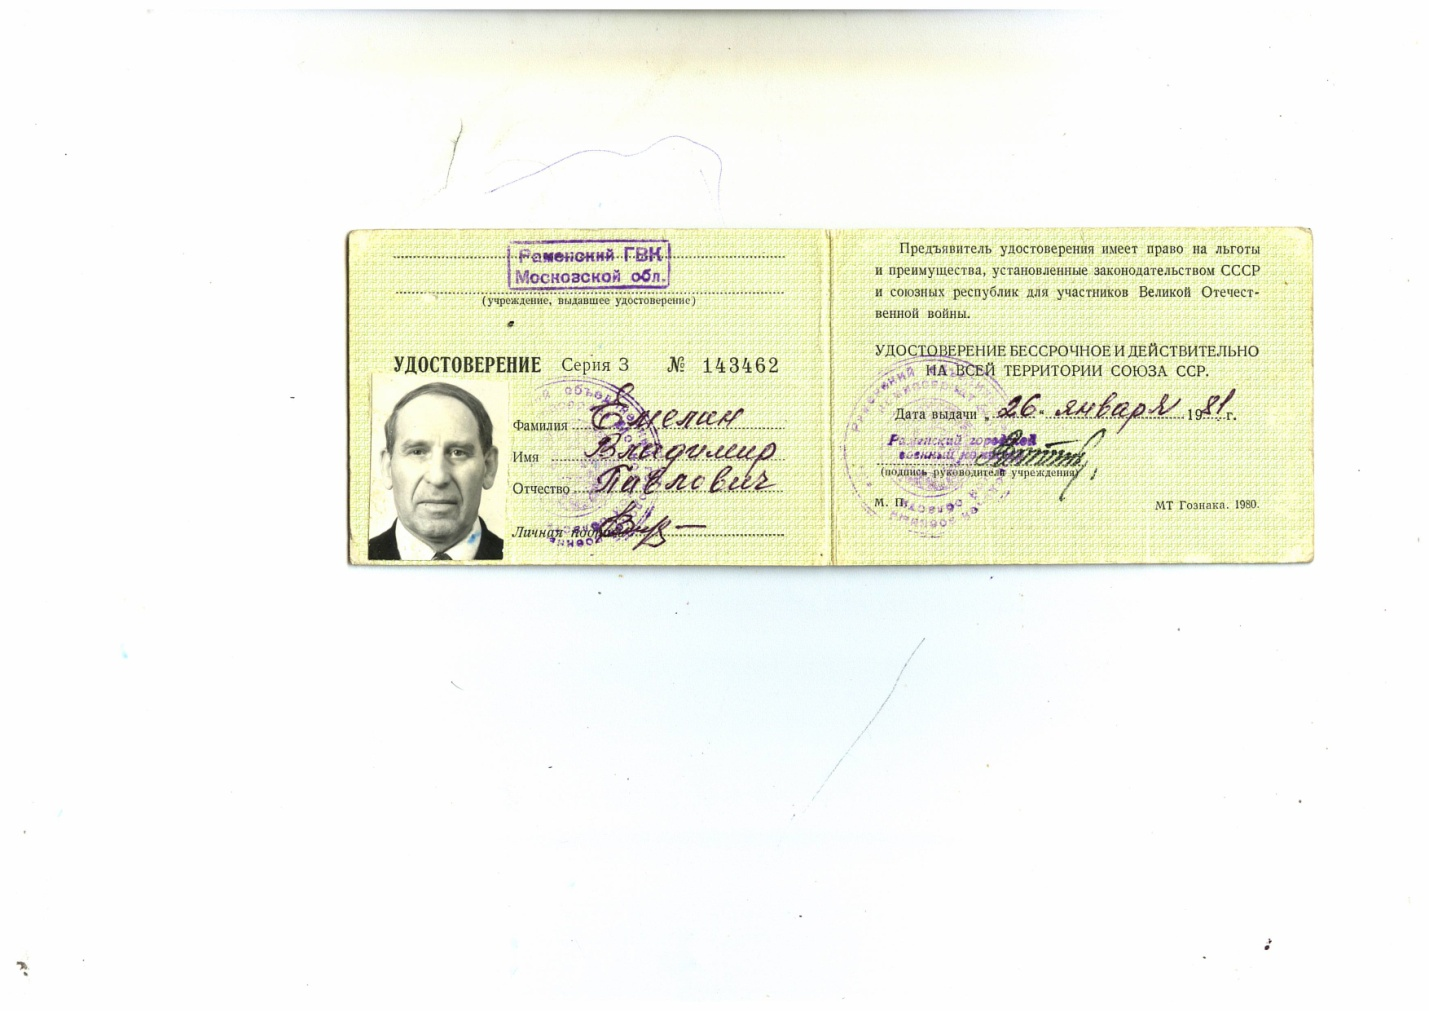 Раменский ГВК
Московской обл.
(учреждение, выдавшее удостоверение)
УДОСТОВЕРЕНИЕ Серия З № 143462
Фамилия Емелин
Имя Владимир
Отчество Павлович
Личная
Предъявитель удостоверения имеет право на льготы
и преимущества, установленные законодательством СССР
и союзных республик для участников Великой Отечест-
венной войны.
УДОСТОВЕРЕНИЕ БЕССРОЧНОЕ И ДЕЙСТВИТЕЛЬНО
НА ВСЕЙ ТЕРРИТОРИИ СОЮЗА ССР.
Дата выдачи „ 26 " января 1981 г.
Раменский городской
военный
(подпись руководителя учреждения)
М. П.
МТ Гознака. 1980.